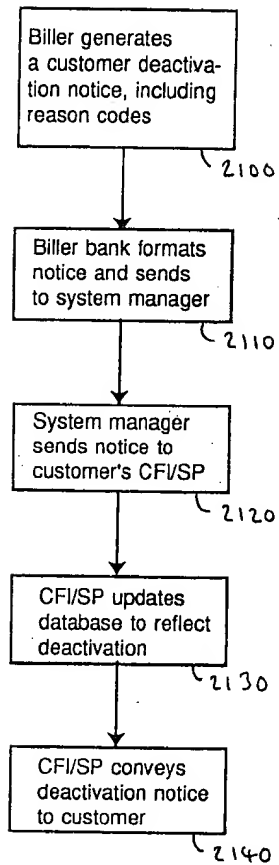 Biller generates
a customer deactiva-
tion notice, including
reason codes
2100
Biller bank formats
notice and sends
to system manager
2110
System manager
sends notice to
customer's CFI/SP
2120
CFI/SP updates
database to reflect
deactivation
2130
CFI/SP conveys
deactivation notice
to customer
2140